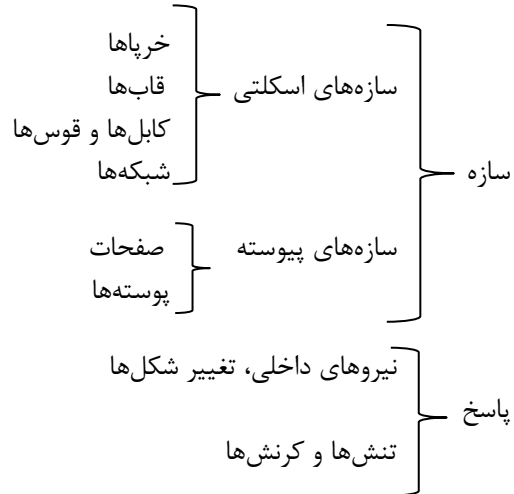 خرپاها
قاب‌ها
سازه‌های اسکلتی
کابل‌ها و قوس‌ها
شبکه‌ها
سازه
صفحات
سازه‌های پیوسته
پوسته‌ها
نیروهای داخلی، تغییر شکل‌ها
پاسخ
تنش‌ها و کرنش‌ها